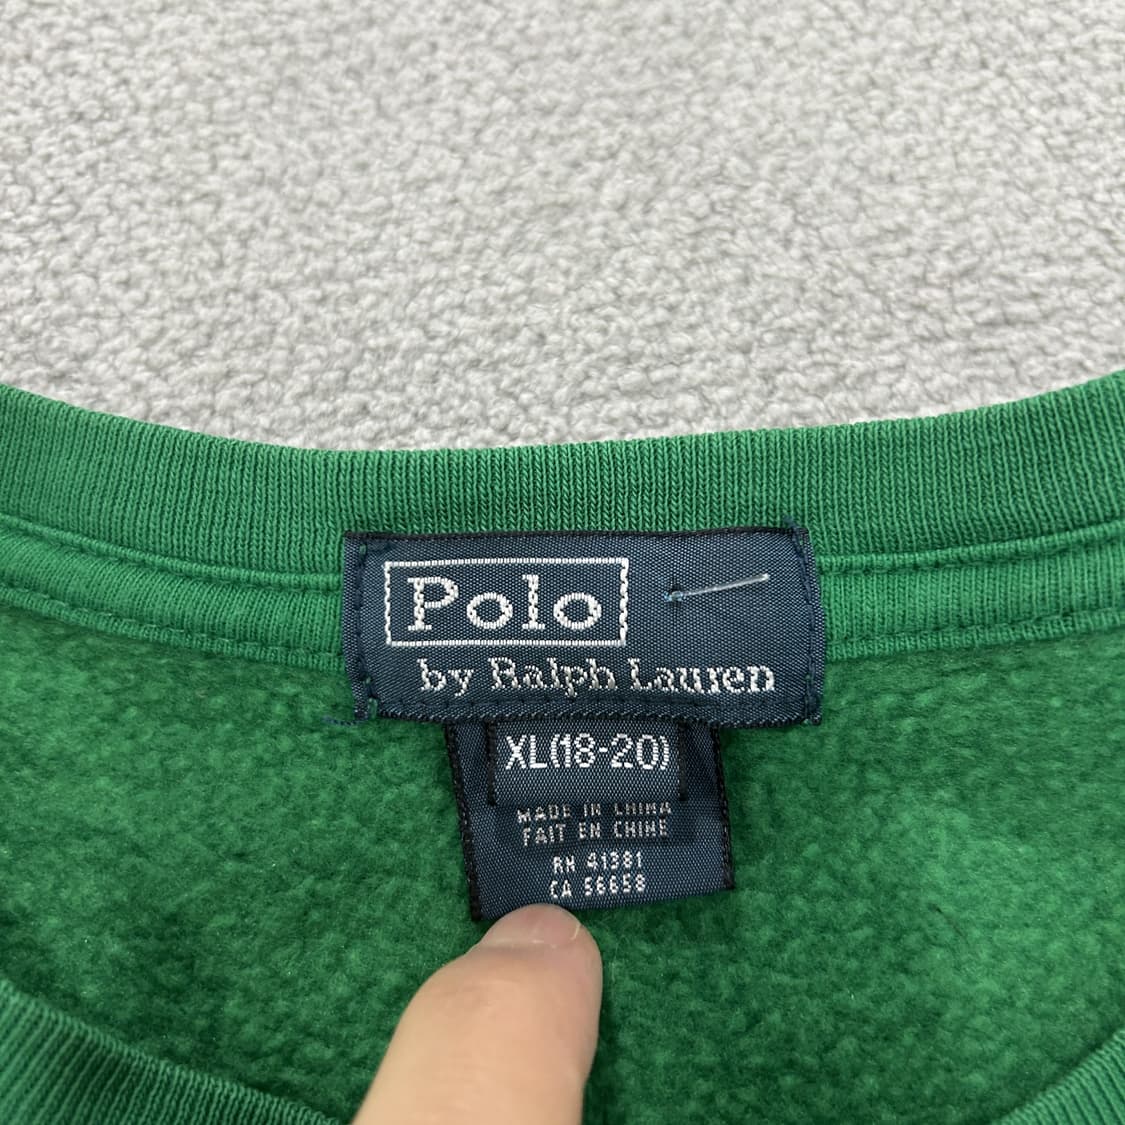 Polo
by Ralph Lauren
XL(18-20)
MADE IN CHINA
FAIT EN CHINE
RN 41381
CA 56658